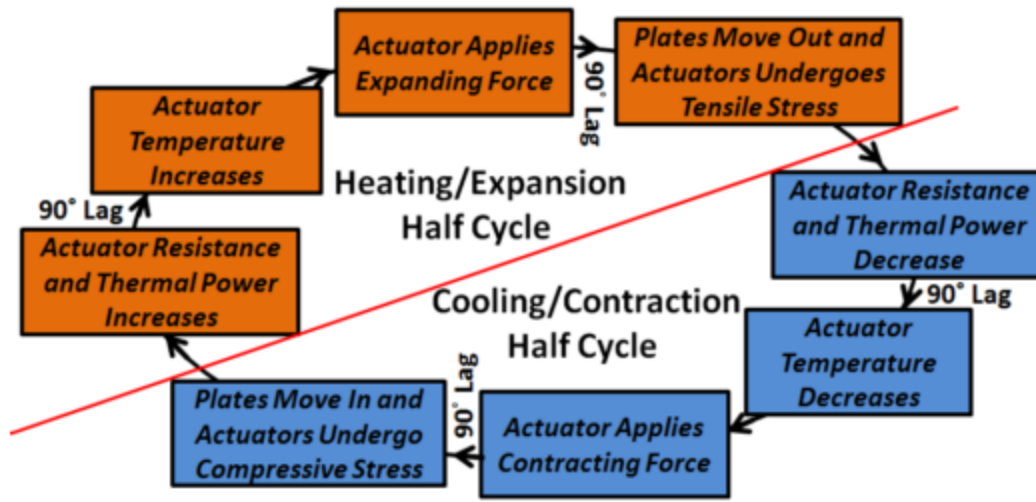 Actuator Applies
Expanding Force
90° Lag
Plates Move Out and
Actuators Undergoes
Tensile Stress
Actuator
Temperature
Increases
Heating/Expansion
Half Cycle
90° Lag
Actuator Resistance
and Thermal Power
Increases
Actuator Resistance
and Thermal Power
Decrease
90° Lag
Cooling/Contraction
Half Cycle
Actuator
Temperature
Decreases
Actuator Applies
Contracting Force
90° Lag
Plates Move In and
Actuators Undergo
Compressive Stress